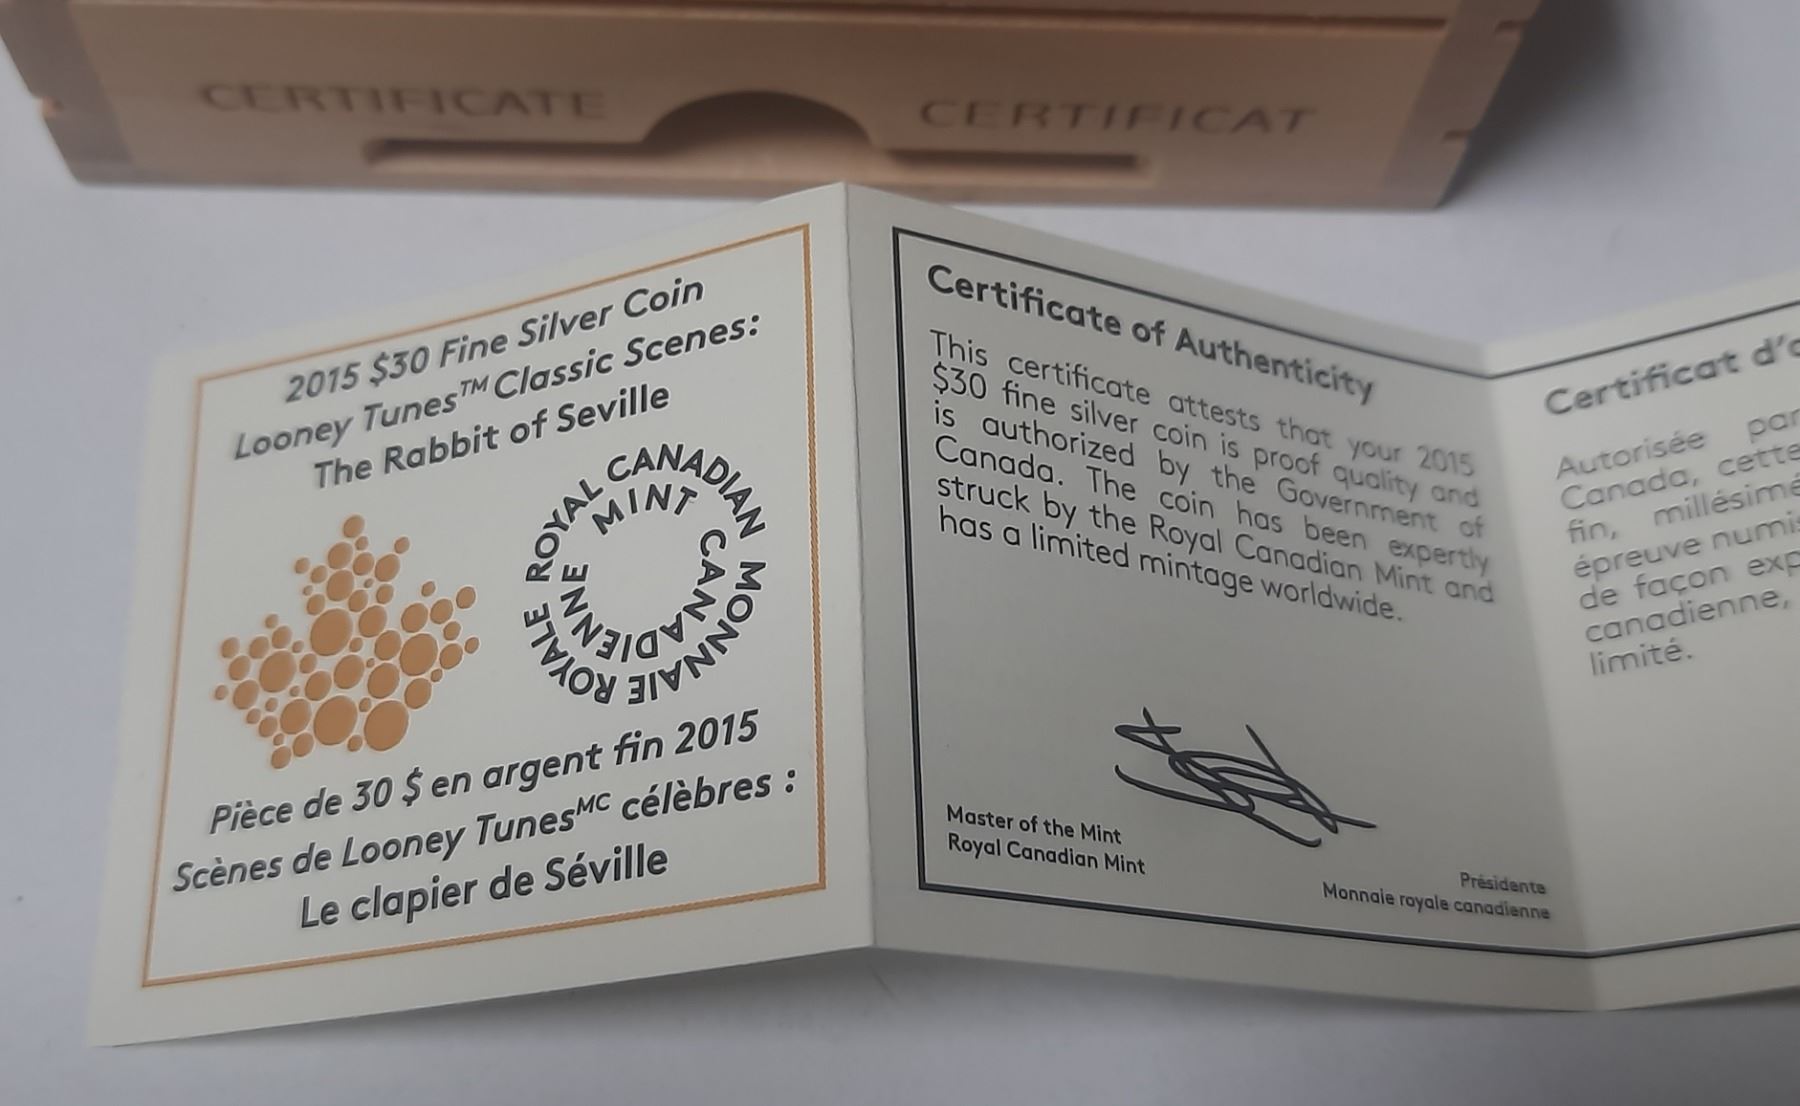 CERTIFICATE CERTIFICAT
2015 $30 Fine Silver Coin
Looney Tunes™ Classic Scenes:
The Rabbit of Seville
ROYAL CANADIAN MINT
MONNAIE ROYALE CANADIENNE
Pièce de 30 $ en argent fin 2015
Scènes de Looney TunesMC célèbres :
Le clapier de Séville
Certificate of Authenticity
This certificate attests that your 2015
$30 fine silver coin is proof quality and
is authorized by the Government of
Canada. The coin has been expertly
struck by the Royal Canadian Mint and
has a limited mintage worldwide.
Master of the Mint
Royal Canadian Mint
Présidente
Monnaie royale canadienne
Certificat d'
Autorisée par
Canada, cette
fin, millésimé
épreuve numis
de façon exp
canadienne,
limité.